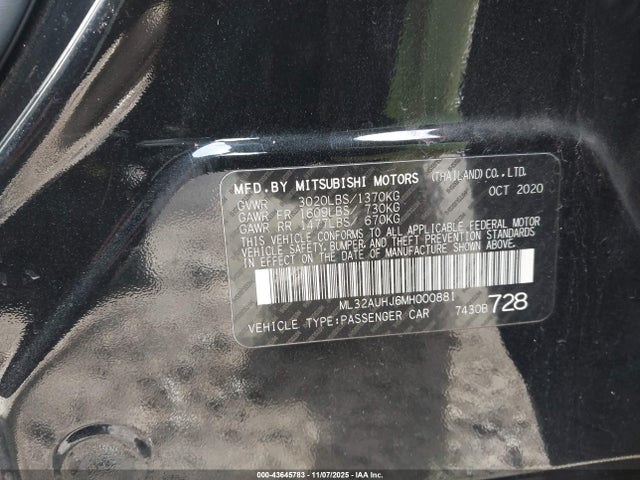 MFD. BY MITSUBISHI MOTORS (THAILAND) CO., LTD.
GVWR 3020LBS/1370KG OCT 2020
GAWR FR 1609LBS/ 730KG
GAWR RR 1477LBS/ 670KG
THIS VEHICLE CONFORMS TO ALL APPLICABLE FEDERAL MOTOR
VEHICLE SAFETY, BUMPER, AND THEFT PREVENTION STANDARDS
IN EFFECT ON THE DATE OF MANUFACTURE SHOWN ABOVE.
ML32AUHJ6MH000881
VEHICLE TYPE:PASSENGER CAR 7430B 728
000-43645783 - 11/07/2025 - IAA Auctions